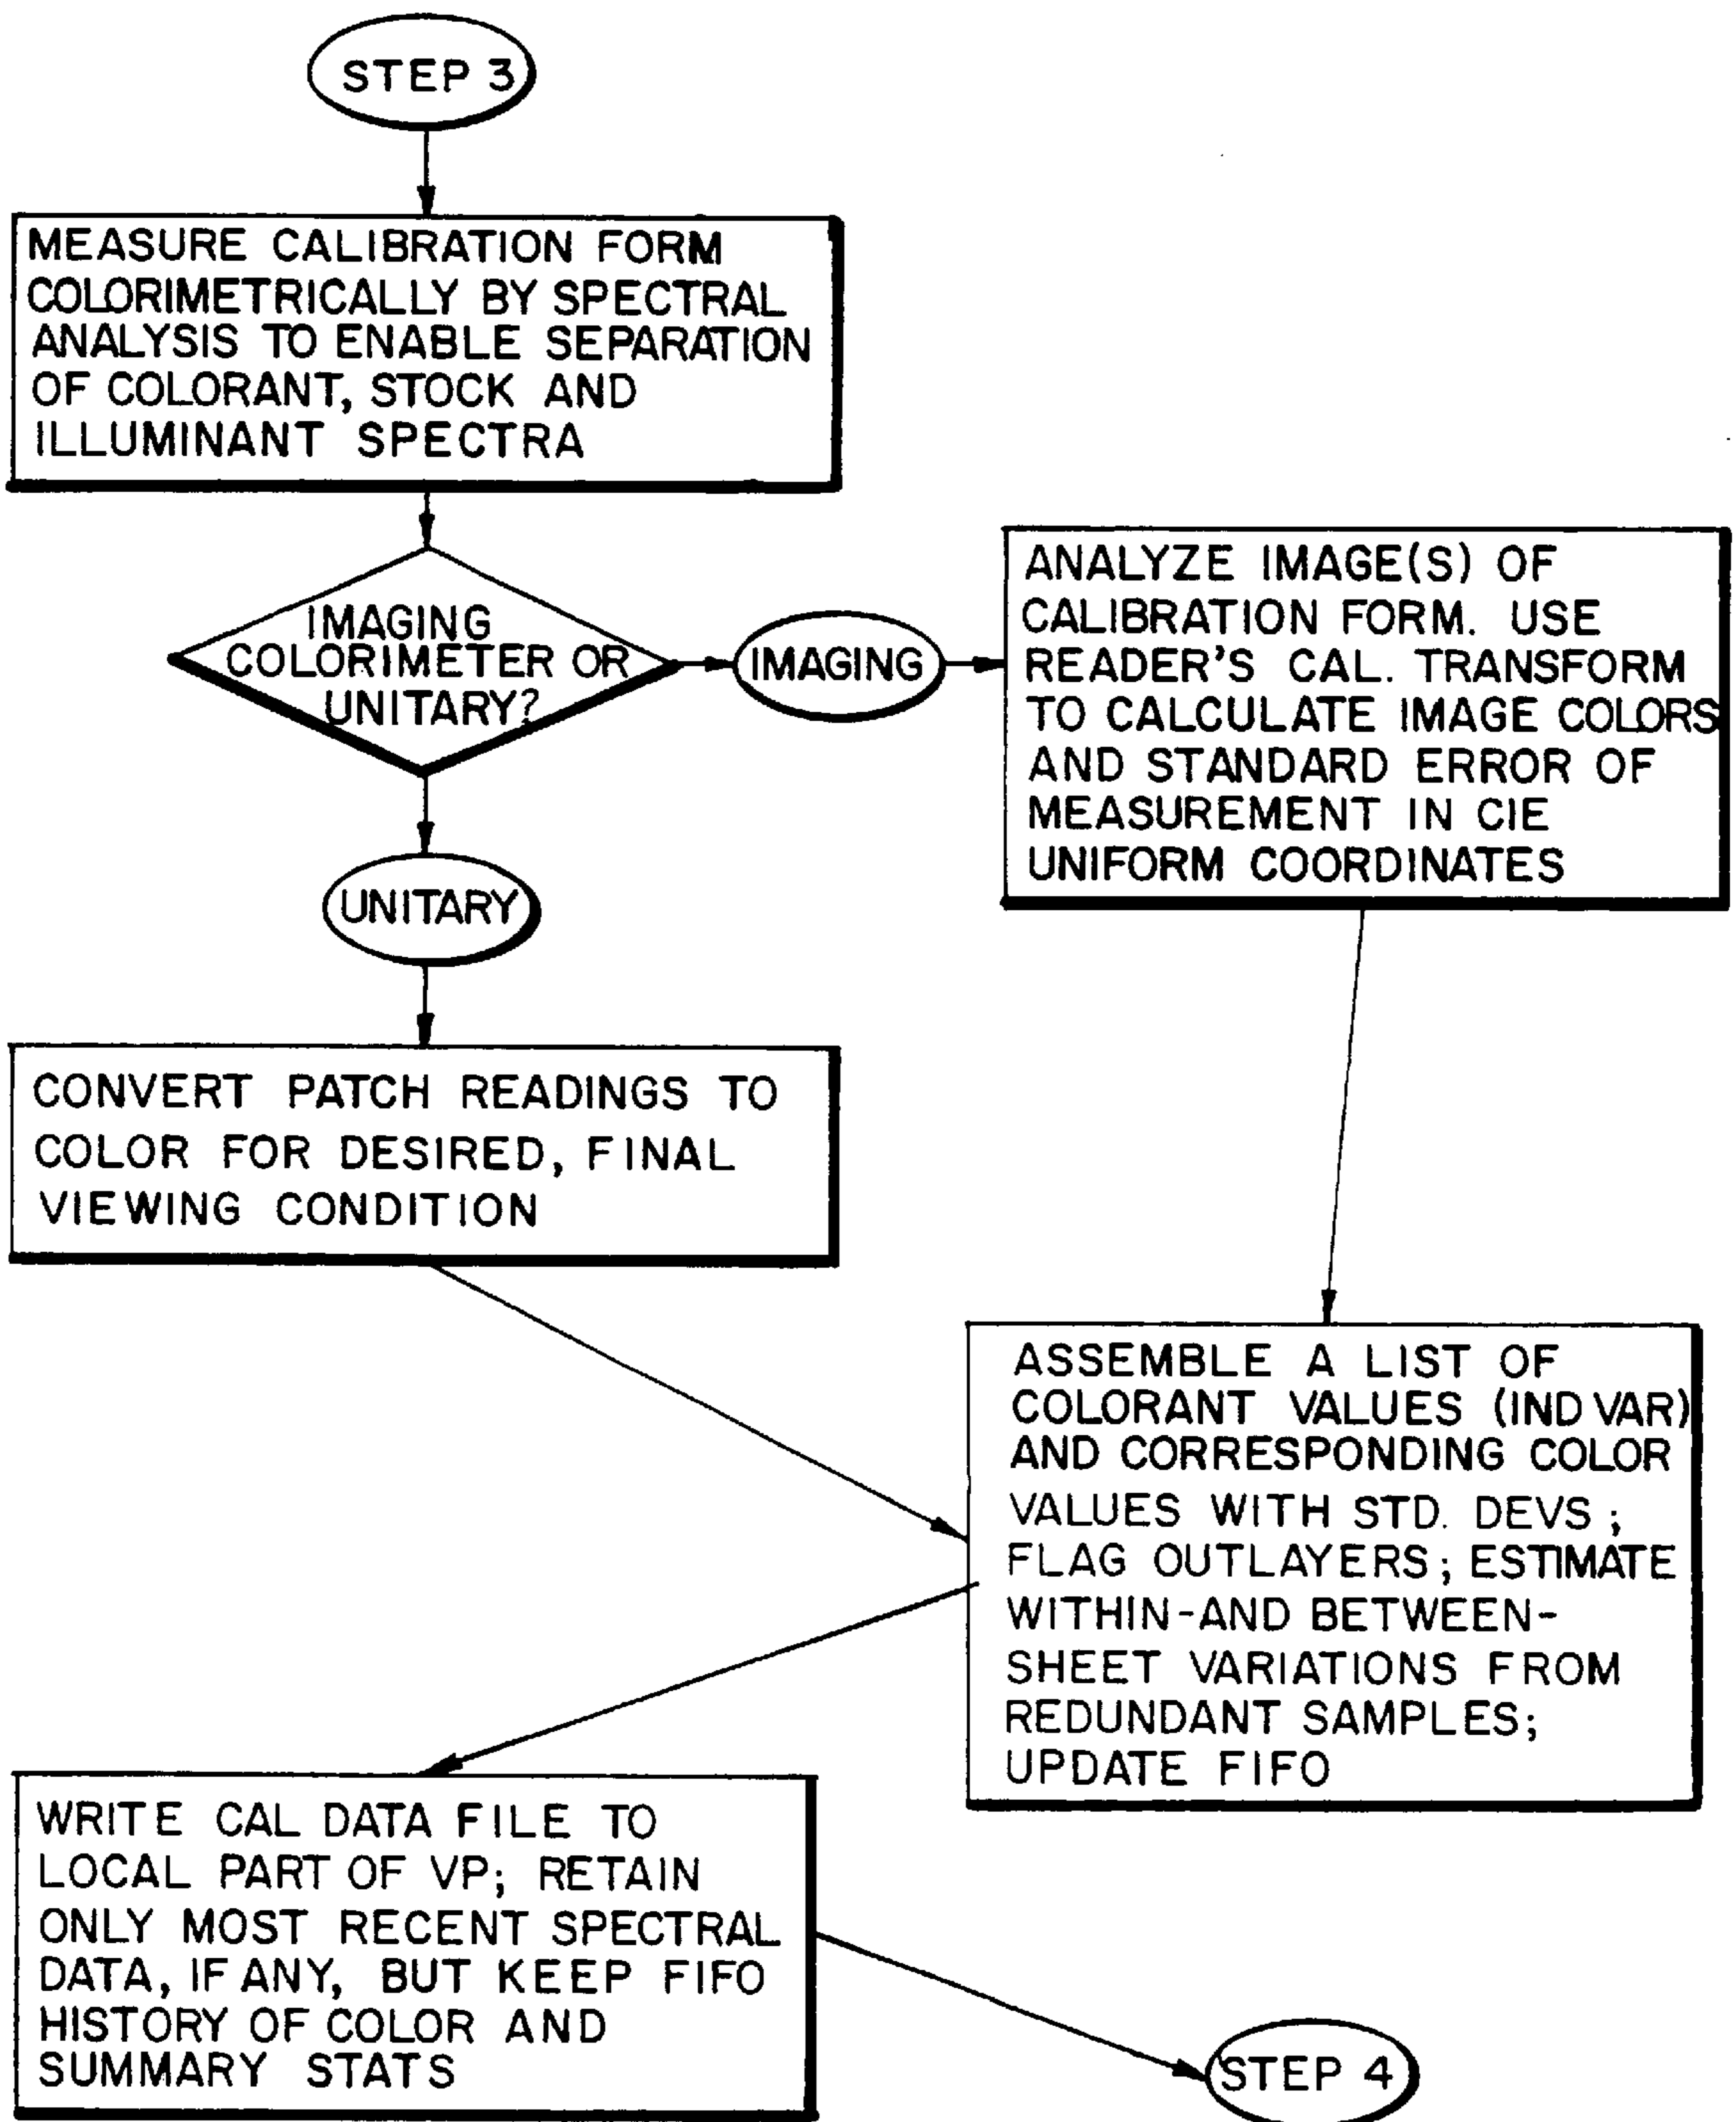 STEP 3
MEASURE CALIBRATION FORM
COLORIMETRICALLY BY SPECTRAL
ANALYSIS TO ENABLE SEPARATION
OF COLORANT, STOCK AND
ILLUMINANT SPECTRA
IMAGING
COLORIMETER OR
UNITARY?
IMAGING
ANALYZE IMAGE(S) OF
CALIBRATION FORM. USE
READER'S CAL. TRANSFORM
TO CALCULATE IMAGE COLORS
AND STANDARD ERROR OF
MEASUREMENT IN CIE
UNIFORM COORDINATES
UNITARY
CONVERT PATCH READINGS TO
COLOR FOR DESIRED, FINAL
VIEWING CONDITION
ASSEMBLE A LIST OF
COLORANT VALUES (IND VAR)
AND CORRESPONDING COLOR
VALUES WITH STD. DEVS ;
FLAG OUTLAYERS ; ESTIMATE
WITHIN-AND BETWEEN-
SHEET VARIATIONS FROM
REDUNDANT SAMPLES;
UPDATE FIFO
WRITE CAL DATA FILE TO
LOCAL PART OF VP; RETAIN
ONLY MOST RECENT SPECTRAL
DATA, IF ANY, BUT KEEP FIFO
HISTORY OF COLOR AND
SUMMARY STATS
STEP 4